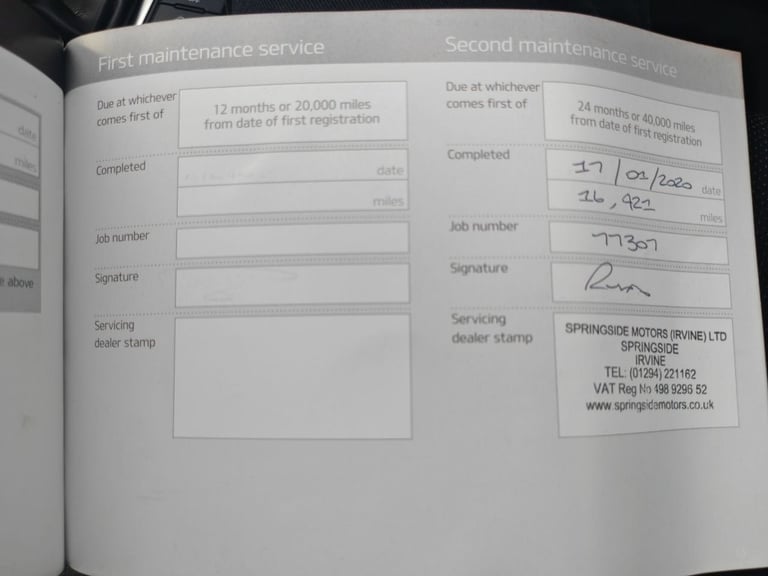 date
miles
e above
First maintenance service
Due at whichever
comes first of
12 months or 20,000 miles
from date of first registration
Completed
date
miles
Job number
Signature
Servicing
dealer stamp
Second maintenance service
Due at whichever
comes first of
24 months or 40,000 miles
from date of first registration
Completed
17/01/2020 date
16,421
miles
Job number
77307
Signature
Servicing
dealer stamp
SPRINGSIDE MOTORS (IRVINE) LTD
SPRINGSIDE
IRVINE
TEL: (01294) 221162
VAT Reg No 498 9296 52
www.springsidemotors.co.uk